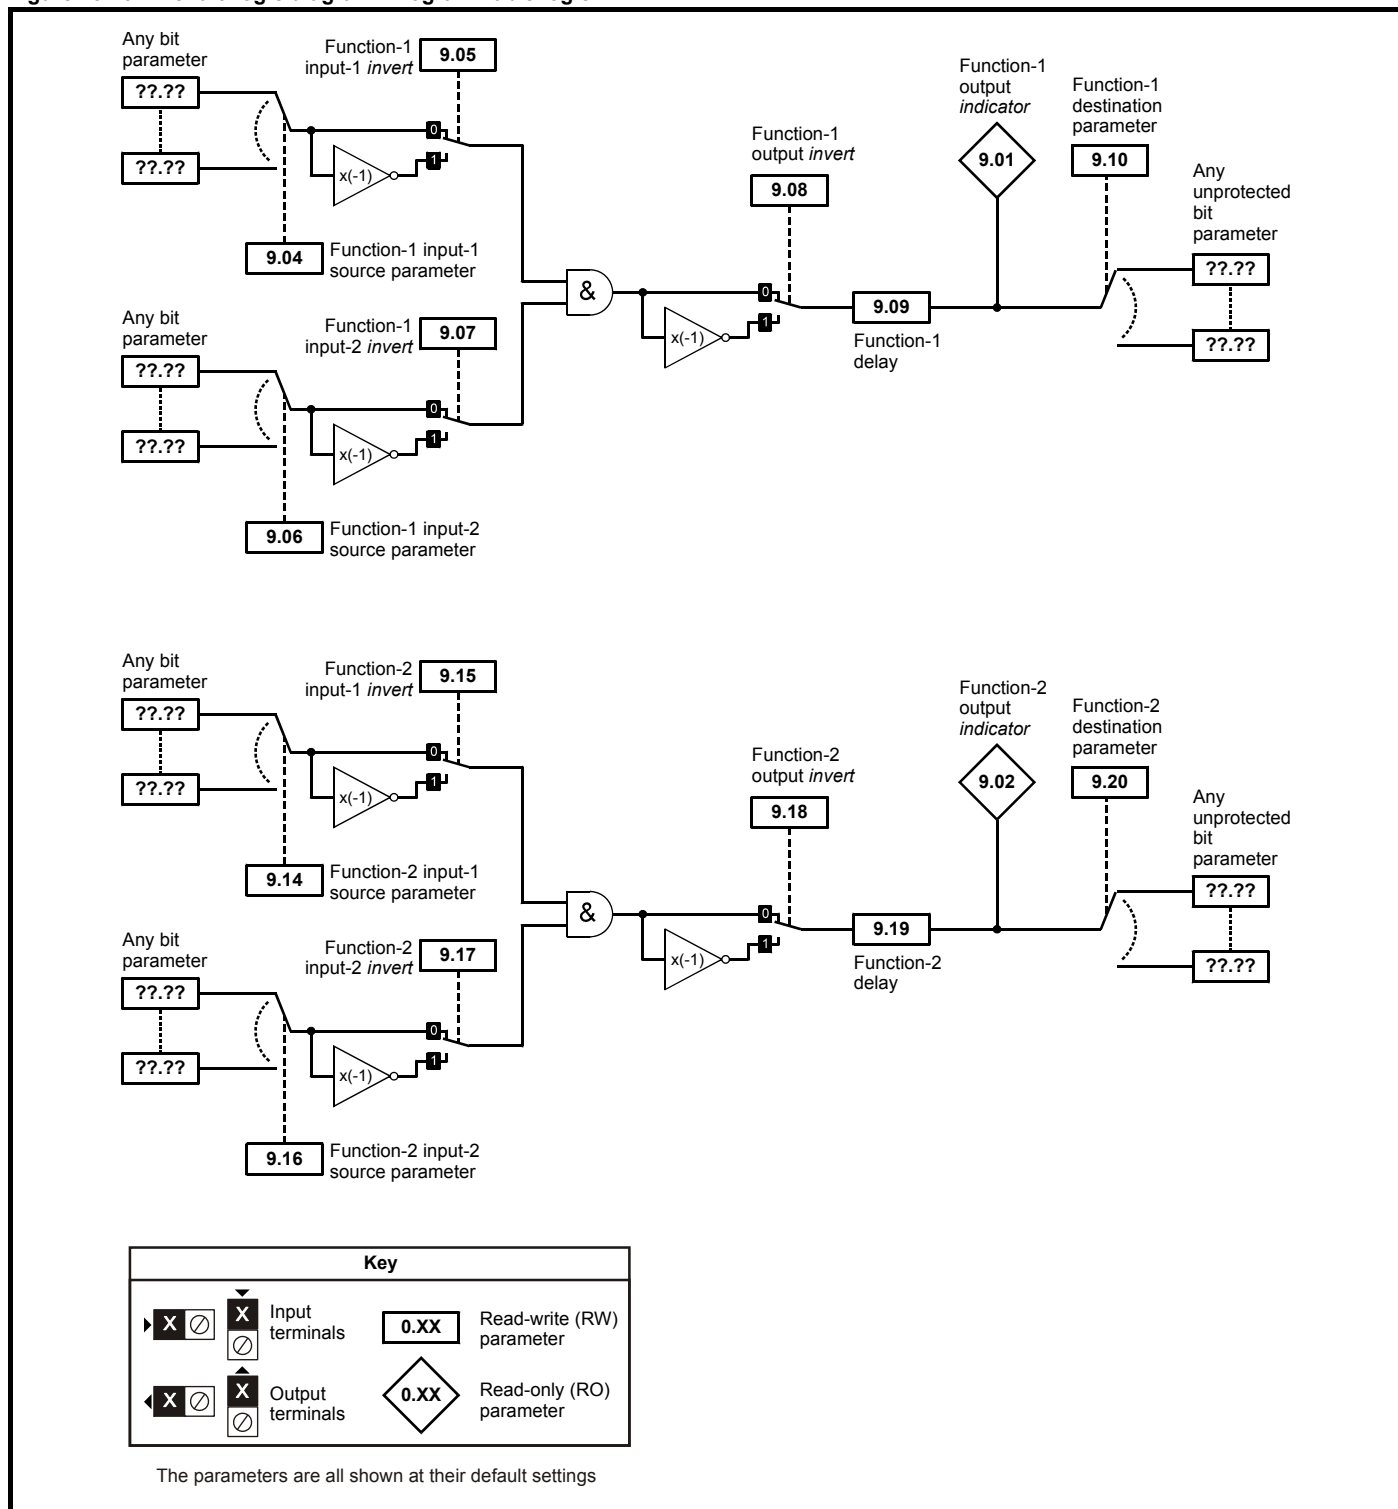 Any bit
parameter
??.??
??.??
Function-1
input-1 invert
9.05
0
1
x(-1)
9.04
Function-1 input-1
source parameter
Any bit
parameter
??.??
??.??
Function-1
input-2 invert
9.07
0
1
x(-1)
9.06
Function-1 input-2
source parameter
&
x(-1)
Function-1
output invert
9.08
0
1
9.09
Function-1
delay
Function-1
output
indicator
9.01
Function-1
destination
parameter
9.10
Any
unprotected
bit
parameter
??.??
??.??
Any bit
parameter
??.??
??.??
Function-2
input-1 invert
9.15
0
1
x(-1)
9.14
Function-2 input-1
source parameter
Any bit
parameter
??.??
??.??
Function-2
input-2 invert
9.17
0
1
x(-1)
9.16
Function-2 input-2
source parameter
&
x(-1)
Function-2
output invert
9.18
0
1
9.19
Function-2
delay
Function-2
output
indicator
9.02
Function-2
destination
parameter
9.20
Any
unprotected
bit
parameter
??.??
??.??
Key
X
X
Input
terminals
0.XX
Read-write (RW)
parameter
X
X
Output
terminals
0.XX
Read-only (RO)
parameter
The parameters are all shown at their default settings